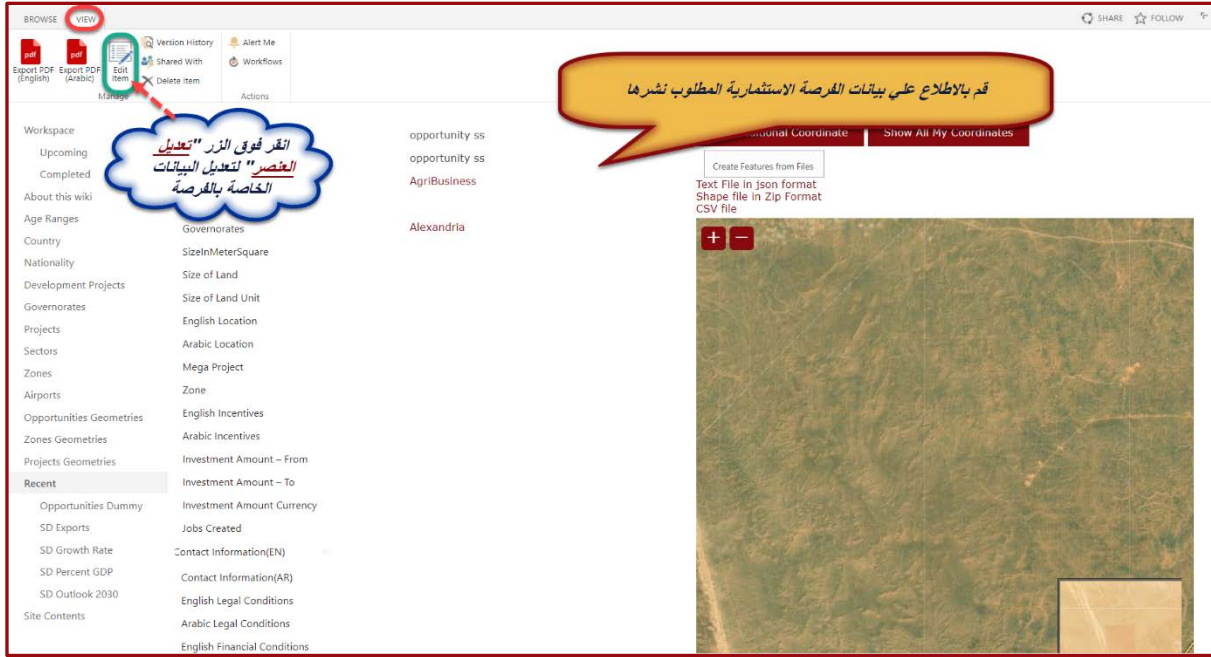 BROWSE VIEW
SHARE FOLLOW
pdf pdf
Export PDF (English)
Export PDF (Arabic)
Edit Item
Version History
Shared With
Delete Item
Manage
Alert Me
Workflows
Actions
قم بالاطلاع علي بيانات الفرصة الاستثمارية المطلوب نشرها
انقر فوق الزر "تعديل
العنصر" لتعديل البيانات
الخاصة بالفرصة
Workspace
Upcoming
Completed
About this wiki
Age Ranges
Country
Nationality
Development Projects
Governorates
Projects
Sectors
Zones
Airports
Opportunities Geometries
Zones Geometries
Projects Geometries
Recent
Opportunities Dummy
SD Exports
SD Growth Rate
SD Percent GDP
SD Outlook 2030
Site Contents
Governorates
SizeInMeterSquare
Size of Land
Size of Land Unit
English Location
Arabic Location
Mega Project
Zone
English Incentives
Arabic Incentives
Investment Amount – From
Investment Amount – To
Investment Amount Currency
Jobs Created
Contact Information(EN)
Contact Information(AR)
English Legal Conditions
Arabic Legal Conditions
English Financial Conditions
opportunity ss
opportunity ss
AgriBusiness
Alexandria
Coordinate
Show All My Coordinates
Create Features from Files
Text File in json format
Shape file in Zip Format
CSV file
+ −